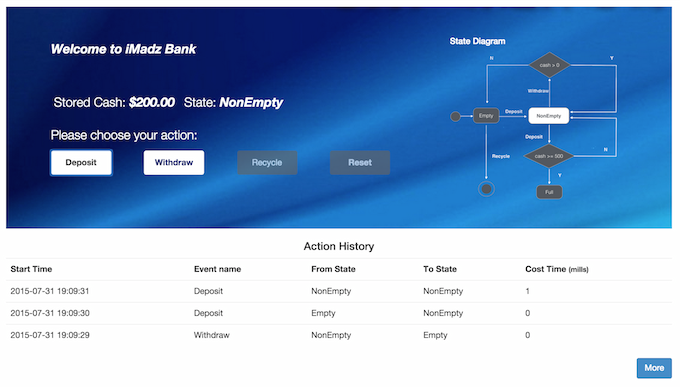 Welcome to iMadz Bank
Stored Cash: $200.00 State: NonEmpty
Please choose your action:
Deposit Withdraw Recycle Reset
State Diagram
N cash > 0 Y
Withdraw
Empty Deposit NonEmpty
Deposit
Recycle cash >= 500 N
Y
Full
Action History
Start Time Event name From State To State Cost Time (mills)
2015-07-31 19:09:31 Deposit NonEmpty NonEmpty 1
2015-07-31 19:09:30 Deposit Empty NonEmpty 0
2015-07-31 19:09:29 Withdraw NonEmpty Empty 0
More